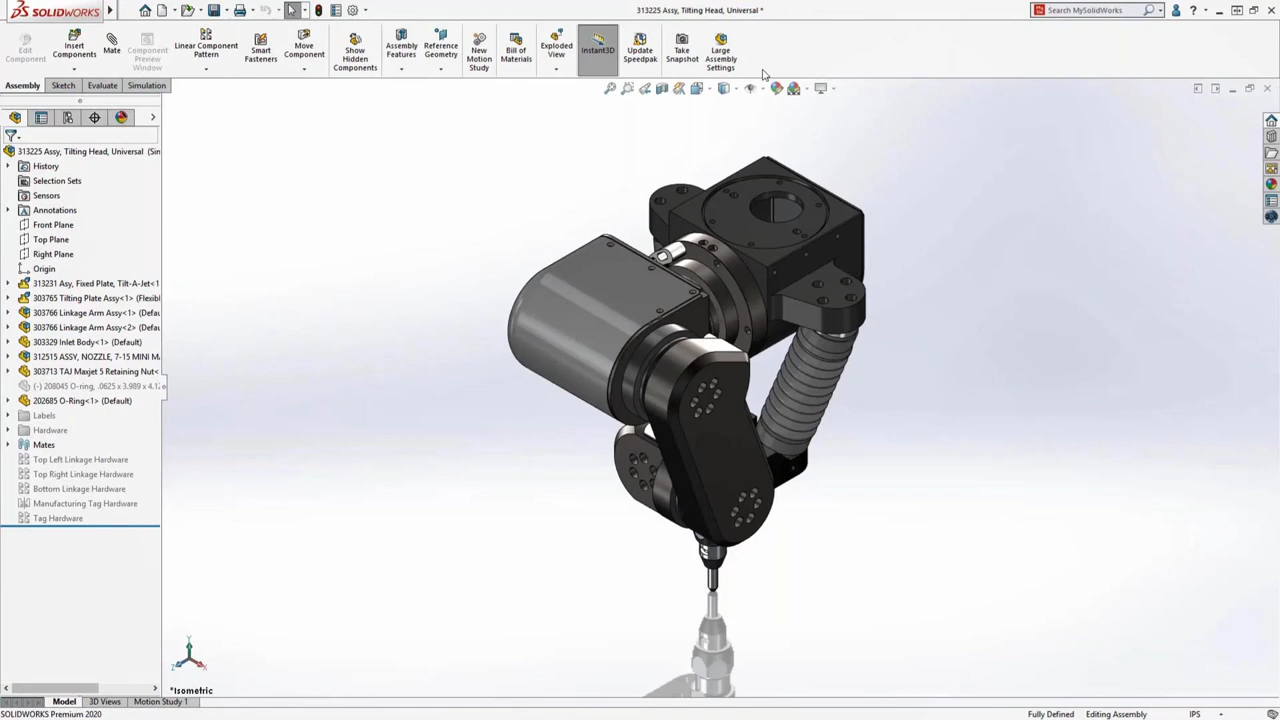 SOLIDWORKS
313225 Assy, Tilting Head, Universal *
Search MySolidWorks
Edit Component
Insert Components
Mate
Component Preview Window
Linear Component Pattern
Smart Fasteners
Move Component
Show Hidden Components
Assembly Features
Reference Geometry
New Motion Study
Bill of Materials
Exploded View
Instant3D
Update Speedpak
Take Snapshot
Large Assembly Settings
Assembly
Sketch
Evaluate
Simulation
313225 Assy, Tilting Head, Universal (Sin
History
Selection Sets
Sensors
Annotations
Front Plane
Top Plane
Right Plane
Origin
313231 Asy, Fixed Plate, Tilt-A-Jet<1
303765 Tilting Plate Assy<1> (Flexibl
303766 Linkage Arm Assy<1> (Defau
303766 Linkage Arm Assy<2> (Defau
303329 Inlet Body<1> (Default)
312515 ASSY, NOZZLE, 7-15 MINI M
303713 TAJ Maxjet 5 Retaining Nut<
(-) 208045 O-ring, .0625 x 3.989 x 4.1
202685 O-Ring<1> (Default)
Labels
Hardware
Mates
Top Left Linkage Hardware
Top Right Linkage Hardware
Bottom Linkage Hardware
Manufacturing Tag Hardware
Tag Hardware
Y
Z
X
*Isometric
Model
3D Views
Motion Study 1
SOLIDWORKS Premium 2020
Fully Defined
Editing Assembly
IPS